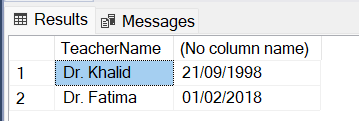 Results Messages
TeacherName (No column name)
1 Dr. Khalid 21/09/1998
2 Dr. Fatima 01/02/2018